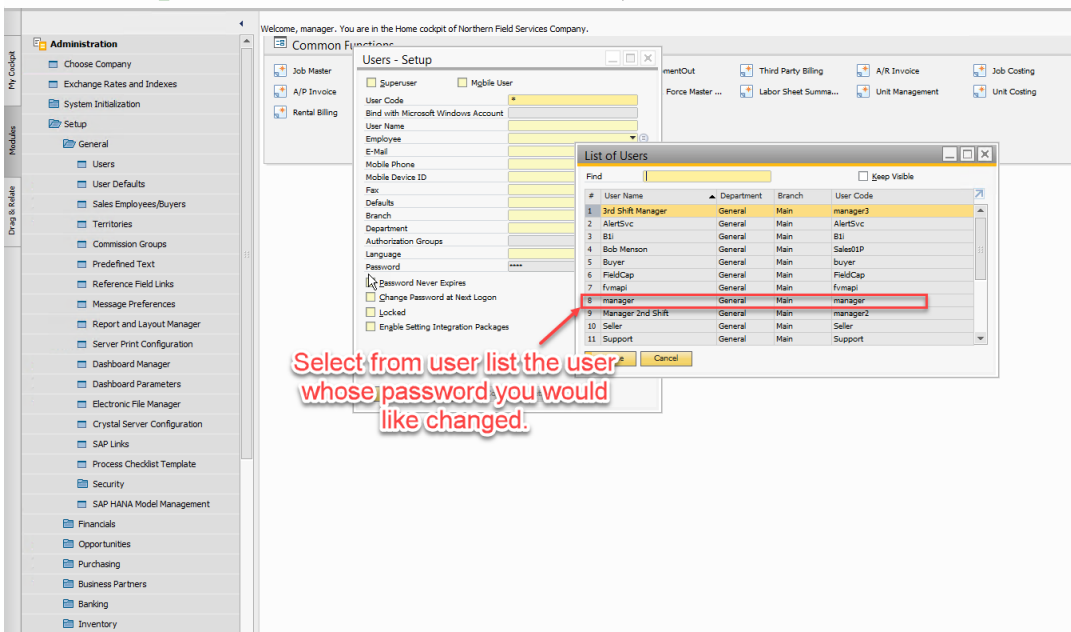 Welcome, manager. You are in the Home cockpit of Northern Field Services Company.
My Cockpit
Modules
Drag & Relate
Administration
Choose Company
Exchange Rates and Indexes
System Initialization
Setup
General
Users
User Defaults
Sales Employees/Buyers
Territories
Commission Groups
Predefined Text
Reference Field Links
Message Preferences
Report and Layout Manager
Server Print Configuration
Dashboard Manager
Dashboard Parameters
Electronic File Manager
Crystal Server Configuration
SAP Links
Process Checklist Template
Security
SAP HANA Model Management
Financials
Opportunities
Purchasing
Business Partners
Banking
Inventory
Common Functions
Job Master
A/P Invoice
Rental Billing
mentOut
Force Master ...
Third Party Billing
Labor Sheet Summa...
A/R Invoice
Unit Management
Job Costing
Unit Costing
Users - Setup
Superuser Mobile User
User Code *
Bind with Microsoft Windows Account
User Name
Employee
E-Mail
Mobile Phone
Mobile Device ID
Fax
Defaults
Branch
Department
Authorization Groups
Language
Password ****
Password Never Expires
Change Password at Next Logon
Locked
Enable Setting Integration Packages
List of Users
Find Keep Visible
# User Name Department Branch User Code
1 3rd Shift Manager General Main manager3
2 AlertSvc General Main AlertSvc
3 B1i General Main B1i
4 Bob Menson General Main Sales01P
5 Buyer General Main buyer
6 FieldCap General Main FieldCap
7 fvmapi General Main fvmapi
8 manager General Main manager
9 Manager 2nd Shift General Main manager2
10 Seller General Main Seller
11 Support General Main Support
Cancel
Select from user list the user
whose password you would
like changed.